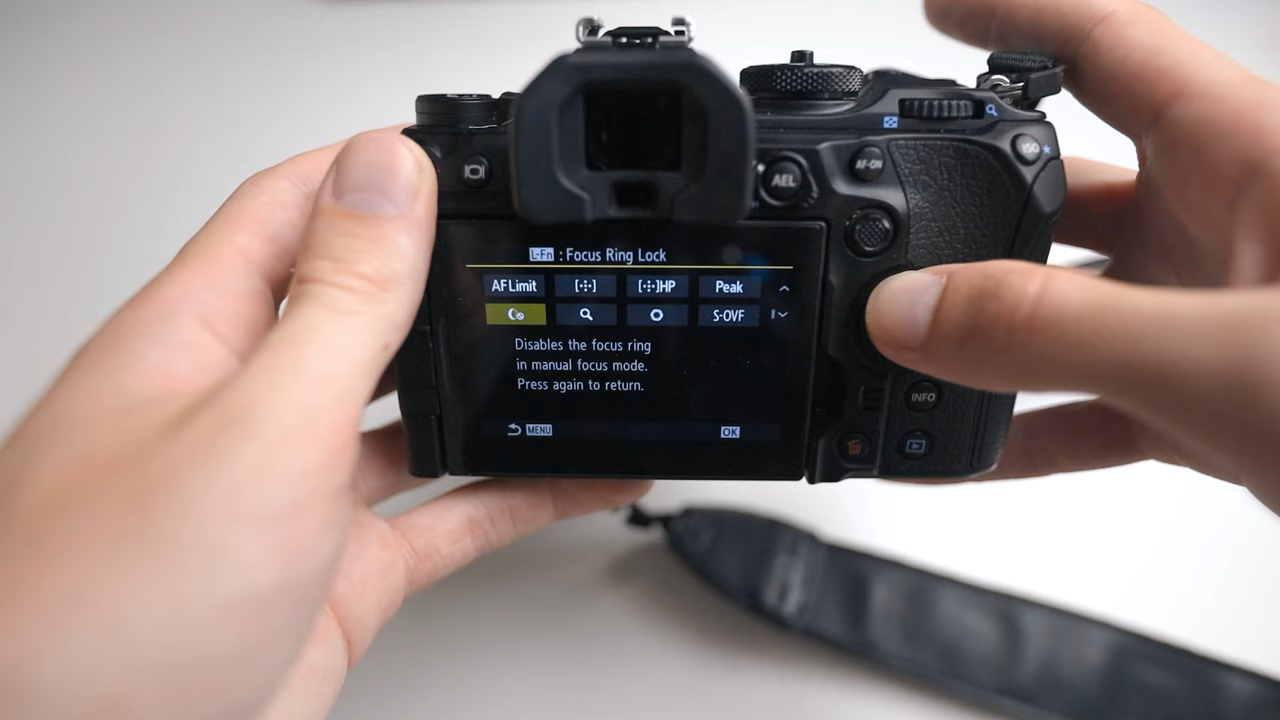 ISO
AF-ON
AEL
L-Fn : Focus Ring Lock
AF Limit [·:·] [·:·]HP Peak
S-OVF
Disables the focus ring
in manual focus mode.
Press again to return.
MENU OK
INFO